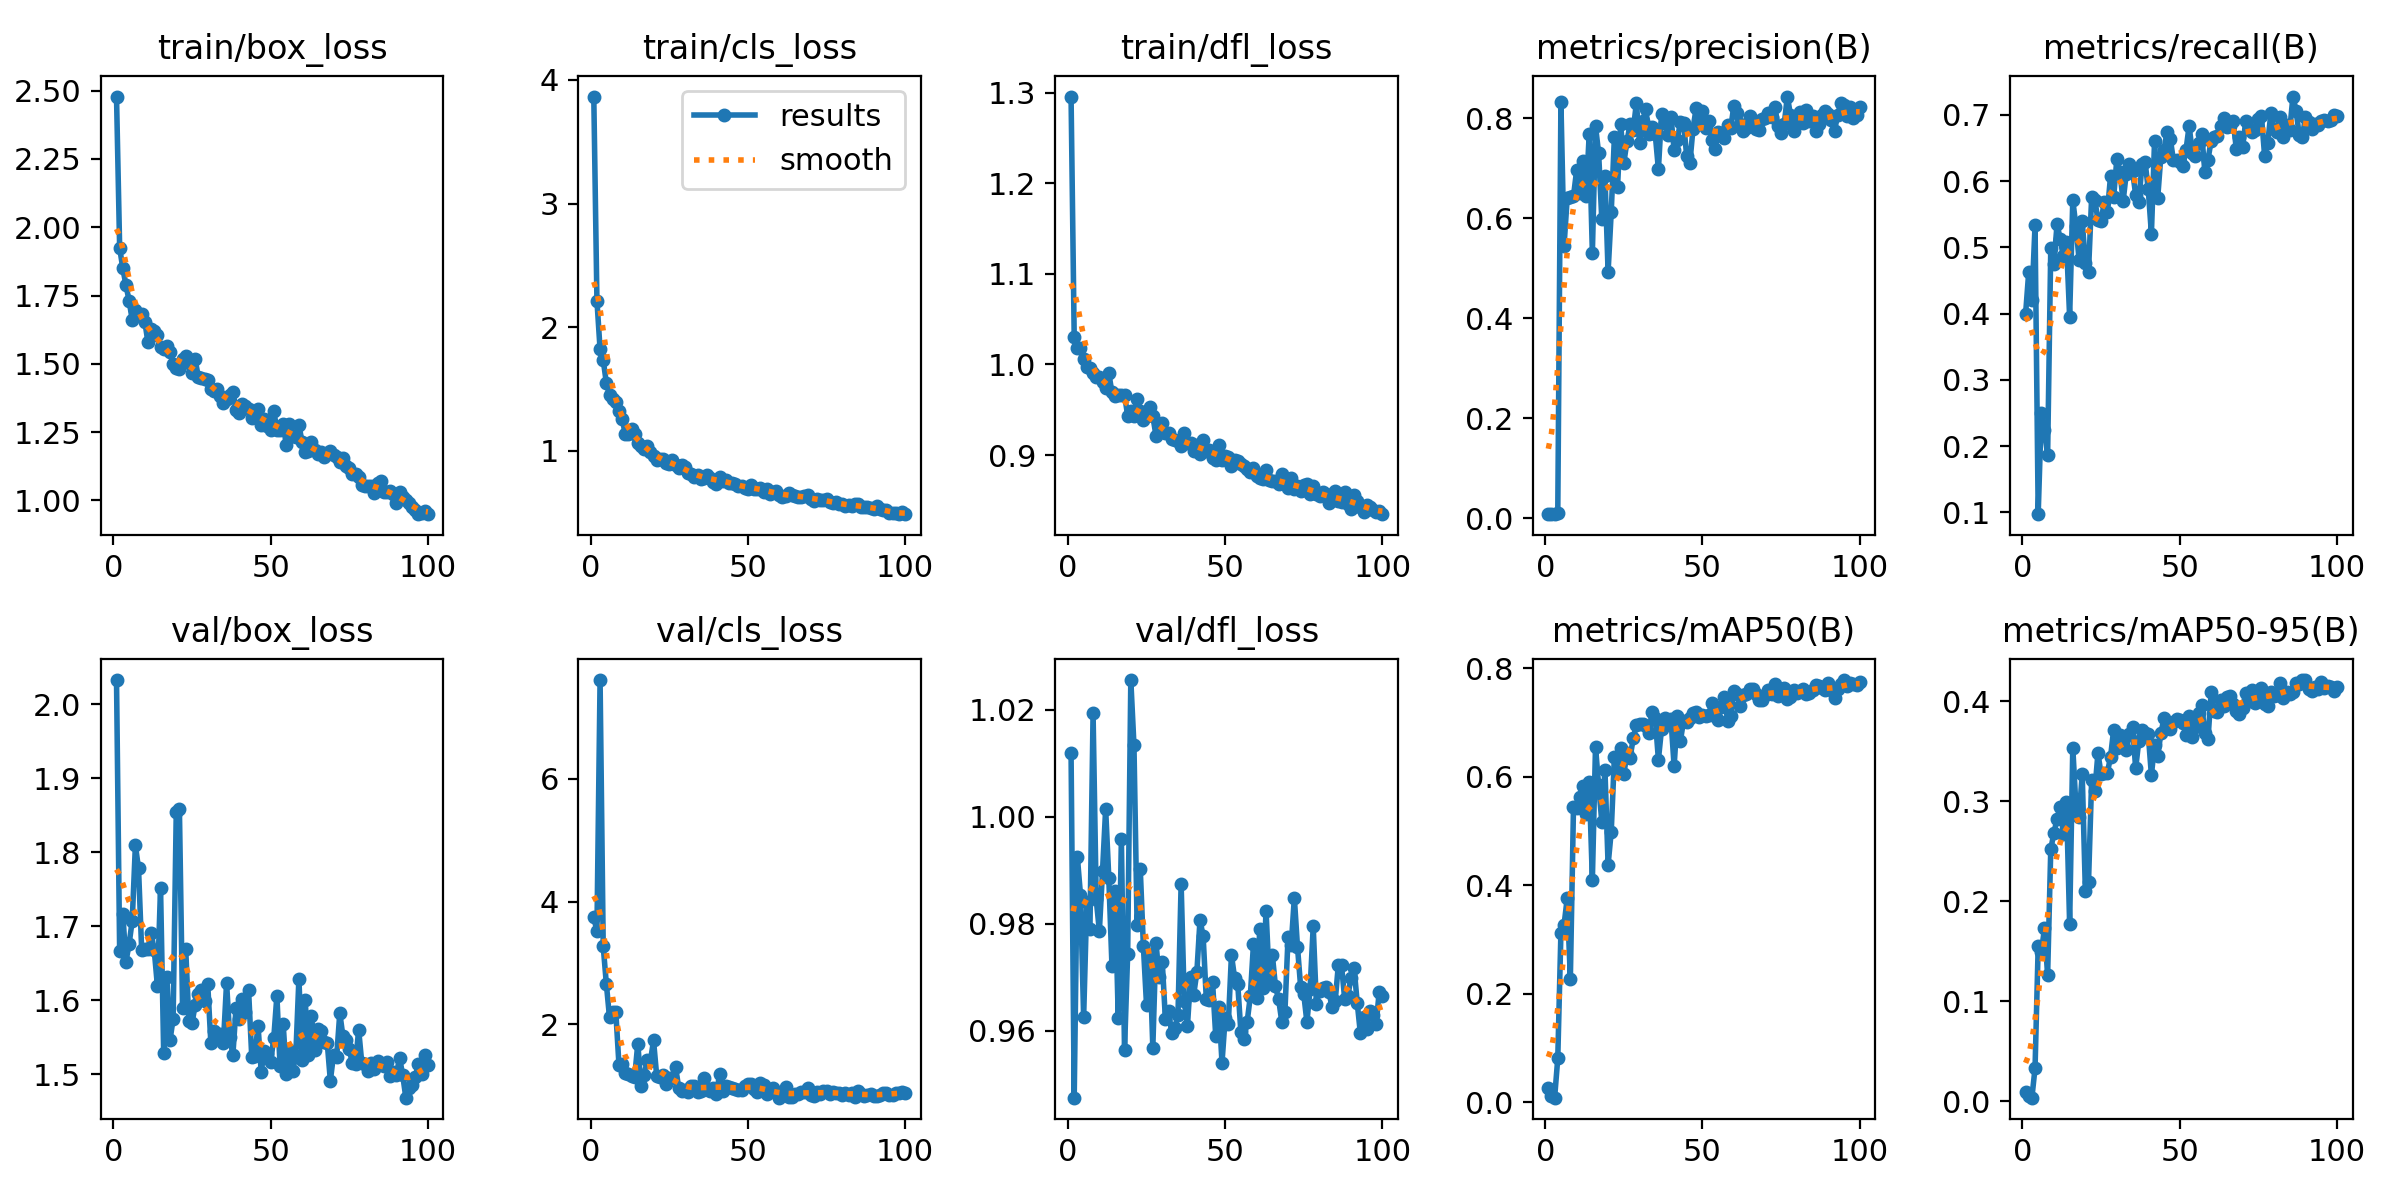 train/box_loss
2.50
2.25
2.00
1.75
1.50
1.25
1.00
0 50 100
train/cls_loss
4
3
2
1
0 50 100
results
smooth
train/dfl_loss
1.3
1.2
1.1
1.0
0.9
0 50 100
metrics/precision(B)
0.8
0.6
0.4
0.2
0.0
0 50 100
metrics/recall(B)
0.7
0.6
0.5
0.4
0.3
0.2
0.1
0 50 100
val/box_loss
2.0
1.9
1.8
1.7
1.6
1.5
0 50 100
val/cls_loss
6
4
2
0 50 100
val/dfl_loss
1.02
1.00
0.98
0.96
0 50 100
metrics/mAP50(B)
0.8
0.6
0.4
0.2
0.0
0 50 100
metrics/mAP50-95(B)
0.4
0.3
0.2
0.1
0.0
0 50 100